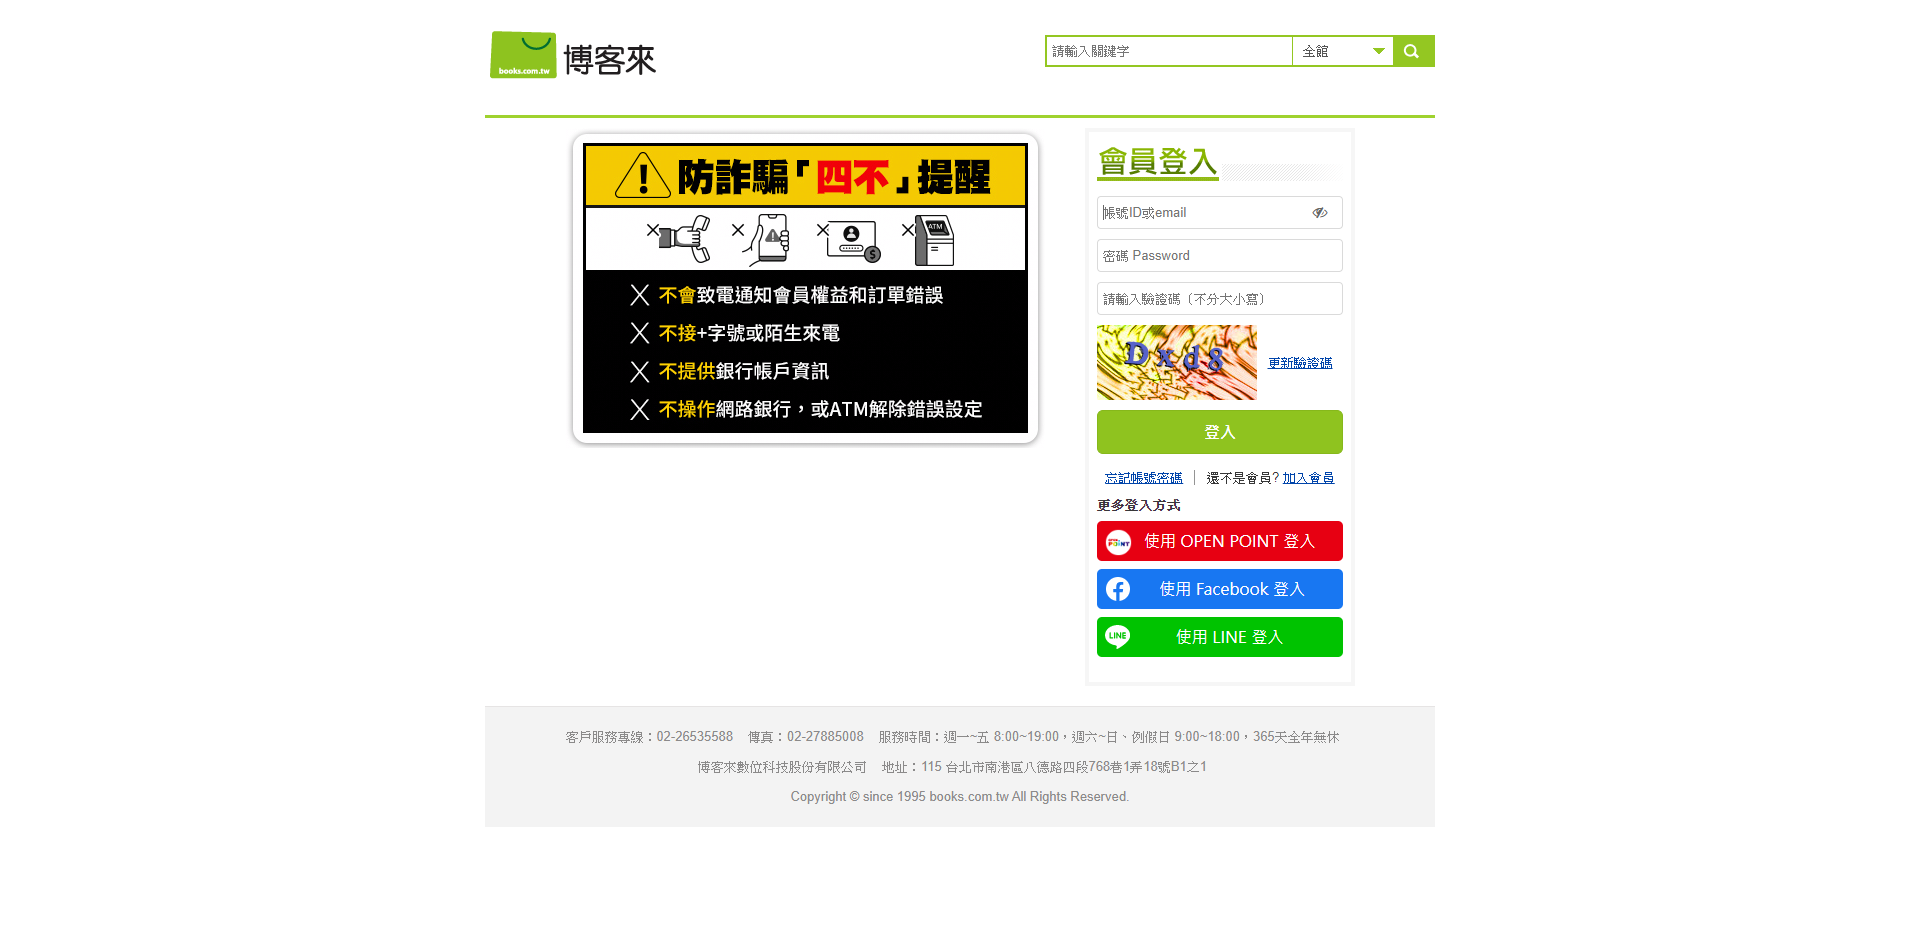 books.com.tw 博客來
請輸入關鍵字 全館
防詐騙「四不」提醒
ATM
不會致電通知會員權益和訂單錯誤
不接+字號或陌生來電
不提供銀行帳戶資訊
不操作網路銀行，或ATM解除錯誤設定
會員登入
帳號ID或email
密碼 Password
請輸入驗證碼（不分大小寫）
Dxd8 更新驗證碼
登入
忘記帳號密碼 | 還不是會員? 加入會員
更多登入方式
使用 OPEN POINT 登入
使用 Facebook 登入
LINE 使用 LINE 登入
客戶服務專線：02-26535588 傳真：02-27885008 服務時間：週一~五 8:00~19:00，週六~日、例假日 9:00~18:00，365天全年無休
博客來數位科技股份有限公司 地址：115 台北市南港區八德路四段768巷1弄18號B1之1
Copyright © since 1995 books.com.tw All Rights Reserved.